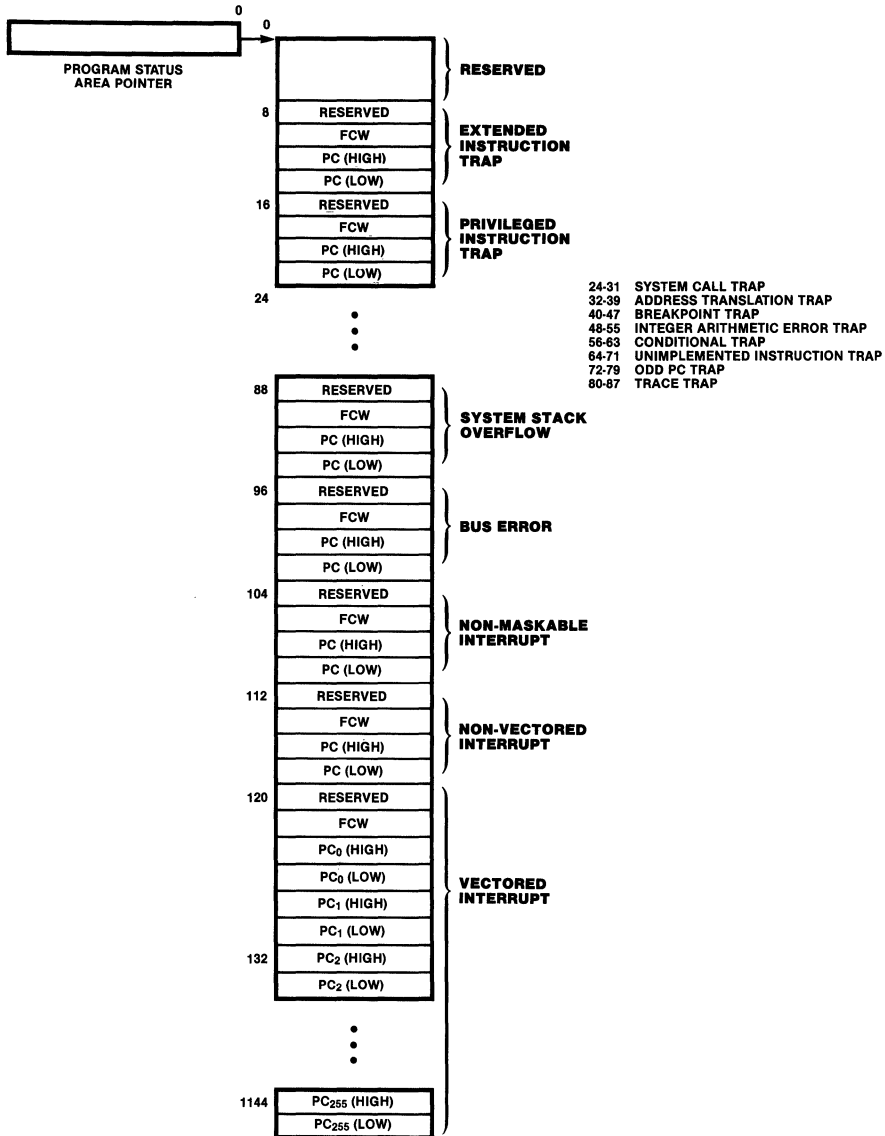 0
0
PROGRAM STATUS
AREA POINTER
RESERVED
8
RESERVED
FCW
PC (HIGH)
PC (LOW)
EXTENDED
INSTRUCTION
TRAP
16
RESERVED
FCW
PC (HIGH)
PC (LOW)
PRIVILEGED
INSTRUCTION
TRAP
24
24-31 SYSTEM CALL TRAP
32-39 ADDRESS TRANSLATION TRAP
40-47 BREAKPOINT TRAP
48-55 INTEGER ARITHMETIC ERROR TRAP
56-63 CONDITIONAL TRAP
64-71 UNIMPLEMENTED INSTRUCTION TRAP
72-79 ODD PC TRAP
80-87 TRACE TRAP
88
RESERVED
FCW
PC (HIGH)
PC (LOW)
SYSTEM STACK
OVERFLOW
96
RESERVED
FCW
PC (HIGH)
PC (LOW)
BUS ERROR
104
RESERVED
FCW
PC (HIGH)
PC (LOW)
NON-MASKABLE
INTERRUPT
112
RESERVED
FCW
PC (HIGH)
PC (LOW)
NON-VECTORED
INTERRUPT
120
RESERVED
FCW
PC₀ (HIGH)
PC₀ (LOW)
PC₁ (HIGH)
PC₁ (LOW)
132
PC₂ (HIGH)
PC₂ (LOW)
VECTORED
INTERRUPT
1144
PC₂₅₅ (HIGH)
PC₂₅₅ (LOW)